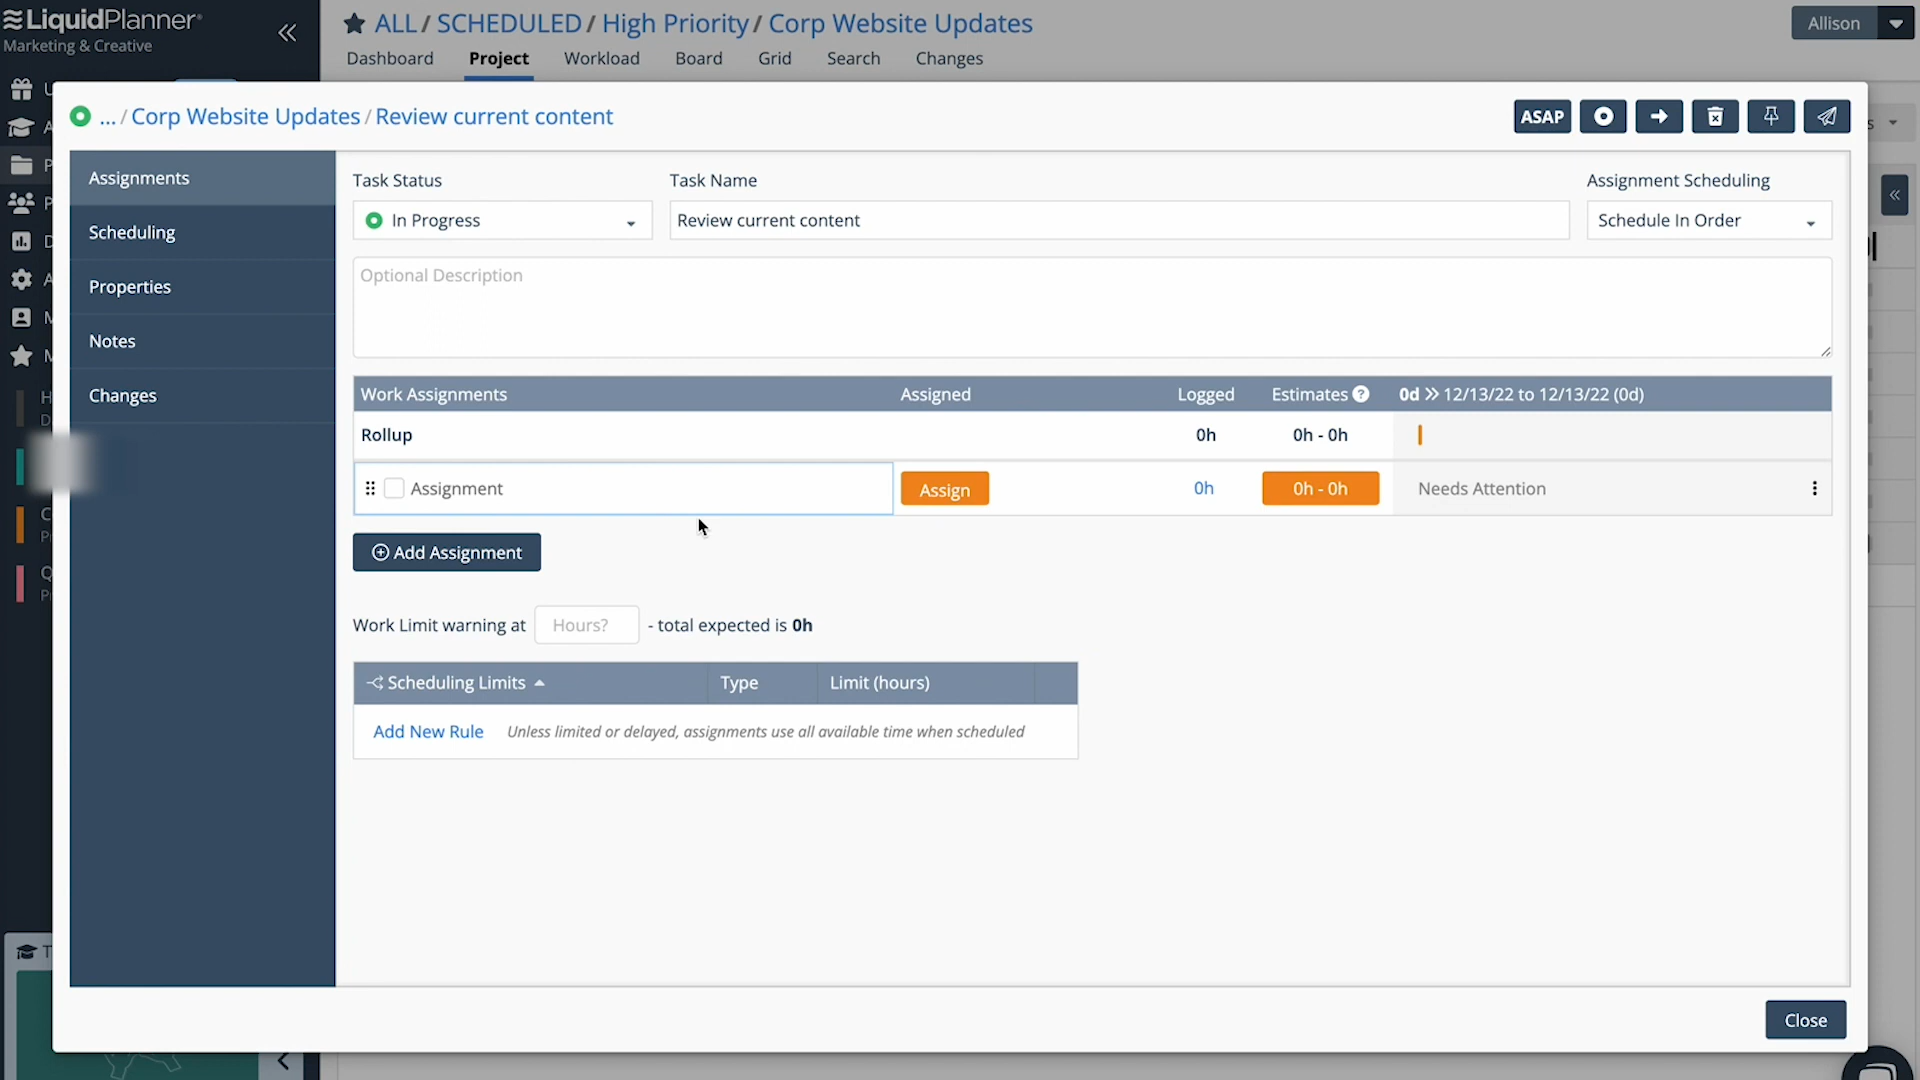 LiquidPlanner
Marketing & Creative
ALL / SCHEDULED / High Priority / Corp Website Updates
Allison
Dashboard Project Workload Board Grid Search Changes
... / Corp Website Updates / Review current content
ASAP
Assignments
Scheduling
Properties
Notes
Changes
Task Status Task Name Assignment Scheduling
In Progress Review current content Schedule In Order
Optional Description
Work Assignments Assigned Logged Estimates ? 0d >> 12/13/22 to 12/13/22 (0d)
Rollup 0h 0h - 0h
Assignment Assign 0h 0h - 0h Needs Attention
Add Assignment
Work Limit warning at Hours? - total expected is 0h
Scheduling Limits Type Limit (hours)
Add New Rule Unless limited or delayed, assignments use all available time when scheduled
Close